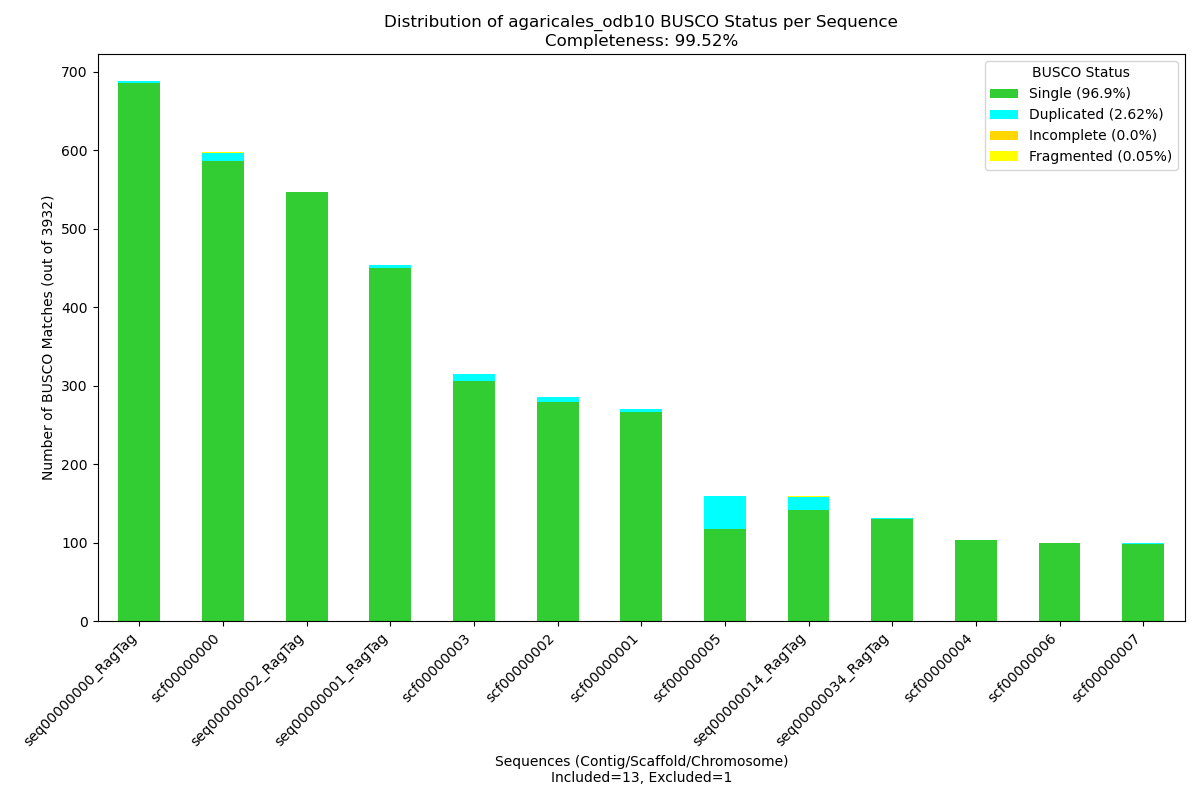 Distribution of agaricales_odb10 BUSCO Status per Sequence
Completeness: 99.52%
BUSCO Status
Single (96.9%)
Duplicated (2.62%)
Incomplete (0.0%)
Fragmented (0.05%)
Number of BUSCO Matches (out of 3932)
700
600
500
400
300
200
100
0
seq00000000_RagTag
scf00000000
seq00000002_RagTag
seq00000001_RagTag
scf00000003
scf00000002
scf00000001
scf00000005
seq00000014_RagTag
seq00000034_RagTag
scf00000004
scf00000006
scf00000007
Sequences (Contig/Scaffold/Chromosome)
Included=13, Excluded=1